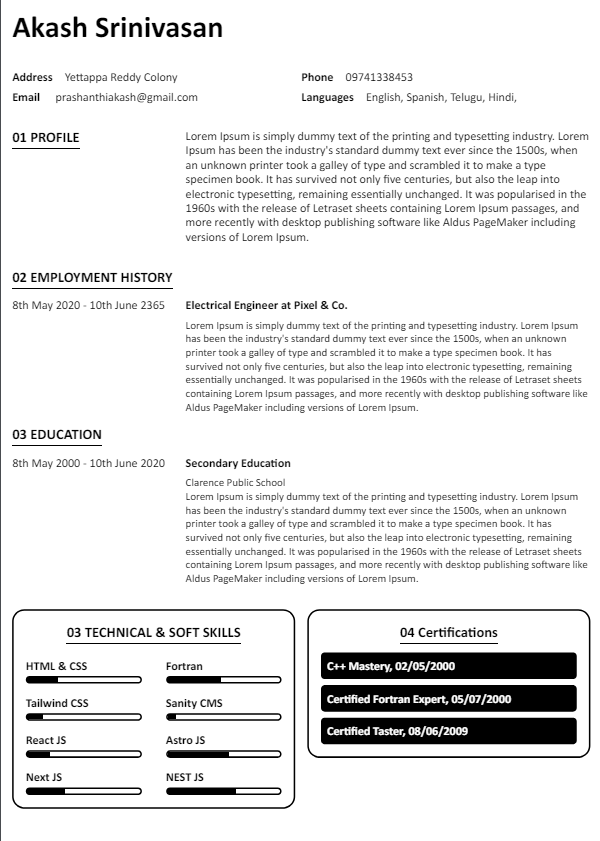 Akash Srinivasan
Address Yettappa Reddy Colony
Phone 09741338453
Email prashanthiakash@gmail.com
Languages English, Spanish, Telugu, Hindi,
01 PROFILE
Lorem Ipsum is simply dummy text of the printing and typesetting industry. Lorem
Ipsum has been the industry's standard dummy text ever since the 1500s, when
an unknown printer took a galley of type and scrambled it to make a type
specimen book. It has survived not only five centuries, but also the leap into
electronic typesetting, remaining essentially unchanged. It was popularised in the
1960s with the release of Letraset sheets containing Lorem Ipsum passages, and
more recently with desktop publishing software like Aldus PageMaker including
versions of Lorem Ipsum.
02 EMPLOYMENT HISTORY
8th May 2020 - 10th June 2365
Electrical Engineer at Pixel & Co.
Lorem Ipsum is simply dummy text of the printing and typesetting industry. Lorem Ipsum
has been the industry's standard dummy text ever since the 1500s, when an unknown
printer took a galley of type and scrambled it to make a type specimen book. It has
survived not only five centuries, but also the leap into electronic typesetting, remaining
essentially unchanged. It was popularised in the 1960s with the release of Letraset sheets
containing Lorem Ipsum passages, and more recently with desktop publishing software like
Aldus PageMaker including versions of Lorem Ipsum.
03 EDUCATION
8th May 2000 - 10th June 2020
Secondary Education
Clarence Public School
Lorem Ipsum is simply dummy text of the printing and typesetting industry. Lorem Ipsum
has been the industry's standard dummy text ever since the 1500s, when an unknown
printer took a galley of type and scrambled it to make a type specimen book. It has
survived not only five centuries, but also the leap into electronic typesetting, remaining
essentially unchanged. It was popularised in the 1960s with the release of Letraset sheets
containing Lorem Ipsum passages, and more recently with desktop publishing software like
Aldus PageMaker including versions of Lorem Ipsum.
03 TECHNICAL & SOFT SKILLS
HTML & CSS
Fortran
Tailwind CSS
Sanity CMS
React JS
Astro JS
Next JS
NEST JS
04 Certifications
C++ Mastery, 02/05/2000
Certified Fortran Expert, 05/07/2000
Certified Taster, 08/06/2009